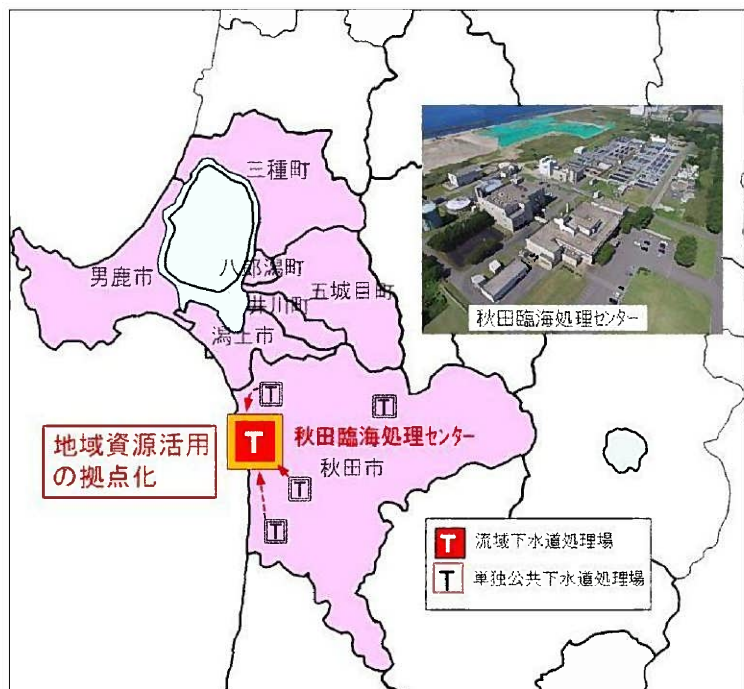 三種町
八郎潟町
男鹿市
五城目町
井川町
潟上市
秋田臨海処理センター
T
T
T
秋田臨海処理センター
地域資源活用
の拠点化
秋田市
T
T
T 流域下水道処理場
T 単独公共下水道処理場